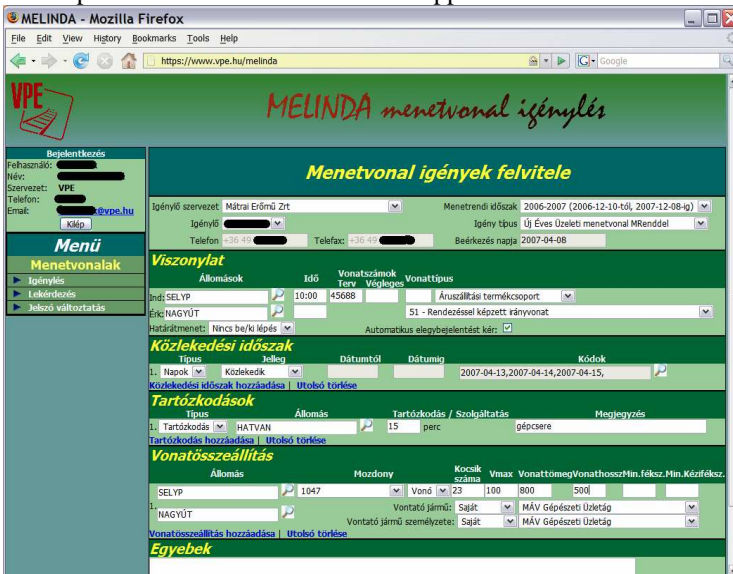 MELINDA - Mozilla Firefox
File Edit View History Bookmarks Tools Help
https://www.vpe.hu/melinda
Google
VPE
MELINDA menetvonal igénylés
Bejelentkezés
Felhasználó:
Név:
Szervezet: VPE
Telefon:
Email: @vpe.hu
Kilép
Menü
Menetvonalak
Igénylés
Lekérdezés
Jelszó változtatás
Menetvonal igények felvitele
Igénylő szervezet Mátrai Erőmű Zrt Menetrendi időszak 2006-2007 (2006-12-10-tól, 2007-12-08-ig)
Igénylő Igény típus Új Éves Üzeleti menetvonal MRenddel
Telefon +36 49 Telefax: +36 49 Beérkezés napja 2007-04-08
Viszonylat
Állomások Idő Vonatszámok Terv Végleges Vonattípus
Ind: SELYP 10:00 45688 Áruszállítási termékcsoport
Érk: NAGYÚT 51 - Rendezéssel képzett irányvonat
Határátmenet: Nincs be/ki lépés Automatikus elegybejelentést kér:
Közlekedési időszak
Típus Jelleg Dátumtól Dátumig Kódok
1. Napok Közlekedik 2007-04-13,2007-04-14,2007-04-15,
Közlekedési időszak hozzáadása | Utolsó törlése
Tartózkodások
Típus Állomás Tartózkodás / Szolgáltatás Megjegyzés
1. Tartózkodás HATVAN 15 perc gépcsere
Tartózkodás hozzáadása | Utolsó törlése
Vonatösszeállítás
Állomás Mozdony Kocsik száma Vmax Vonattömeg Vonathossz Min.féksz. Min.Kéziféksz.
SELYP 1047 Vonó 23 100 800 500
1. Vontató jármű: Saját MÁV Gépészeti Üzletág
NAGYÚT Vontató jármű személyzete: Saját MÁV Gépészeti Üzletág
Vonatösszeállítás hozzáadása | Utolsó törlése
Egyebek